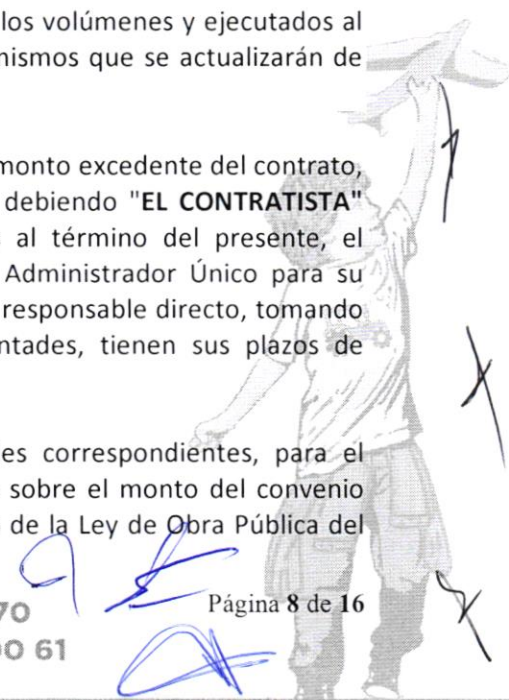 los volúmenes y ejecutados al
mismos que se actualizarán de
monto excedente del contrato,
debiendo "EL CONTRATISTA"
al término del presente, el
Administrador Único para su
responsable directo, tomando
ntades, tienen sus plazos de
es correspondientes, para el
sobre el monto del convenio
de la Ley de Obra Pública del
Página 8 de 16
70
O 61